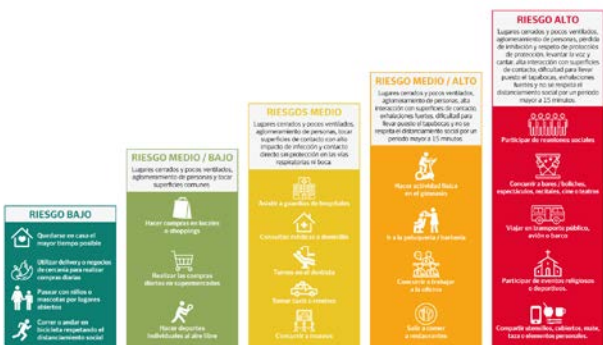 RIESGO BAJO
Quedarse en casa el
mayor tiempo posible
Utilizar delivery o negocios
de cercanía para realizar
compras diarias
Pasear con niños o
mascotas por lugares
abiertos
Correr o andar en
bicicleta respetando el
distanciamiento social
RIESGO MEDIO / BAJO
Lugares cerrados y pocos ventilados,
aglomeramiento de personas y tocar
superficies comunes
Hacer compras en locales
o shoppings
Realizar las compras
diarias en supermercados
Hacer deportes
individuales al aire libre
RIESGOS MEDIO
Lugares cerrados y pocos ventilados,
aglomeramiento de personas, tocar
superficies de contacto con alto
impacto de infección y contacto
directo sin protección en las vías
respiratorias ni boca.
Asistir a guardias de hospitales
Consultas médicas a domicilio
Turnos en el dentista
Tomar taxi o remises
Concurrir a museos
RIESGO MEDIO / ALTO
Lugares cerrados y pocos ventilados,
aglomeramiento de personas, alta
interacción con superficies de contacto,
exhalaciones fuertes, dificultad para
llevar puesto el tapabocas y no se
respeta el distanciamiento social por un
período mayor a 15 minutos.
Hacer actividad física
en el gimnasio
Ir a la peluquería / barbería
Concurrir a trabajar
a la oficina
Salir a comer
a restaurantes
RIESGO ALTO
Lugares cerrados y pocos ventilados,
aglomeramiento de personas, pérdida
de inhibición y respeto de protocolos
de protección, levantar la voz y
cantar, alta interacción con superficies
de contacto, dificultad para llevar
puesto el tapabocas, exhalaciones
fuertes y no se respeta el
distanciamiento social por un período
mayor a 15 minutos.
Participar de reuniones sociales
Concurrir a bares / boliches,
espectáculos, recitales, cine o teatros
Viajar en transporte público,
avión o barco
Participar de eventos religiosos
o deportivos.
Compartir utensilios, cubiertos, mate,
taza o elementos personales.